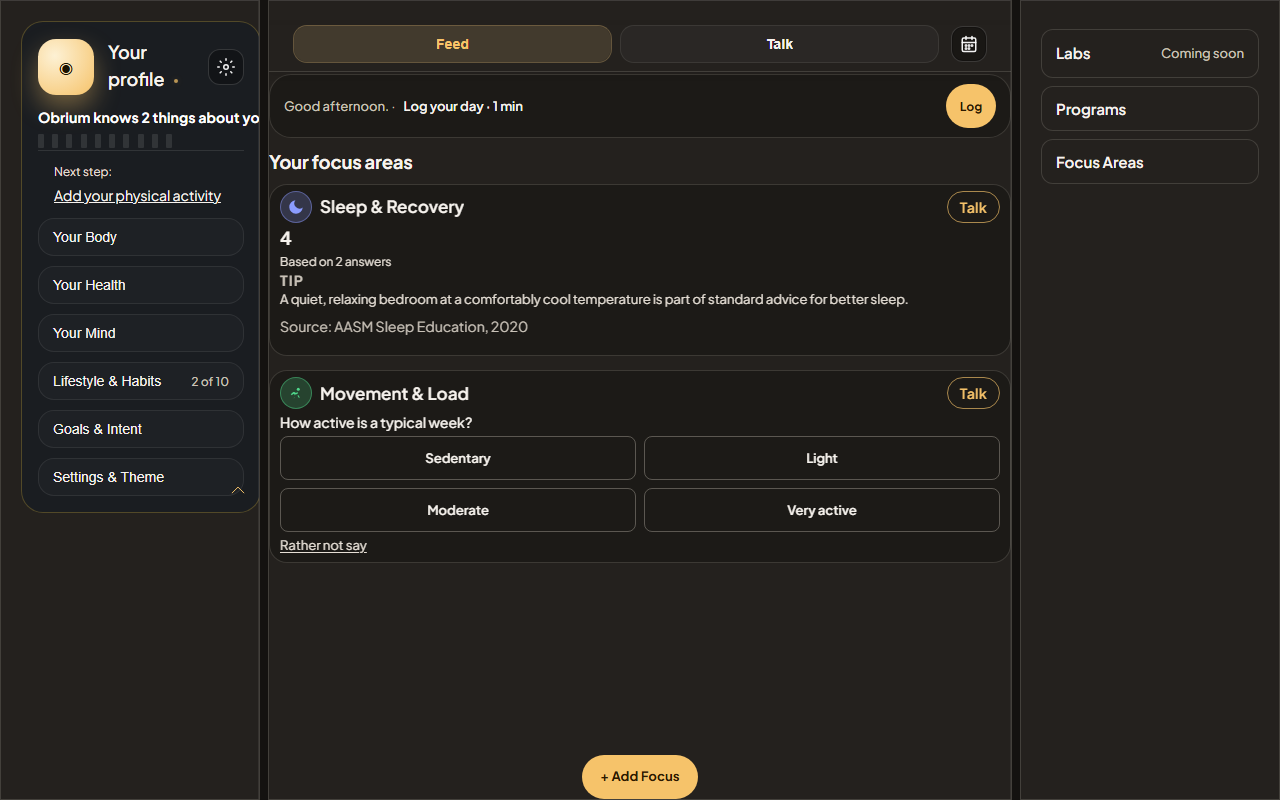 Your
profile
Obrium knows 2 things about yo
Next step:
Add your physical activity
Your Body
Your Health
Your Mind
Lifestyle & Habits 2 of 10
Goals & Intent
Settings & Theme
Feed
Talk
Good afternoon. · Log your day · 1 min
Log
Your focus areas
Sleep & Recovery
Talk
4
Based on 2 answers
TIP
A quiet, relaxing bedroom at a comfortably cool temperature is part of standard advice for better sleep.
Source: AASM Sleep Education, 2020
Movement & Load
Talk
How active is a typical week?
Sedentary
Light
Moderate
Very active
Rather not say
+ Add Focus
Labs Coming soon
Programs
Focus Areas